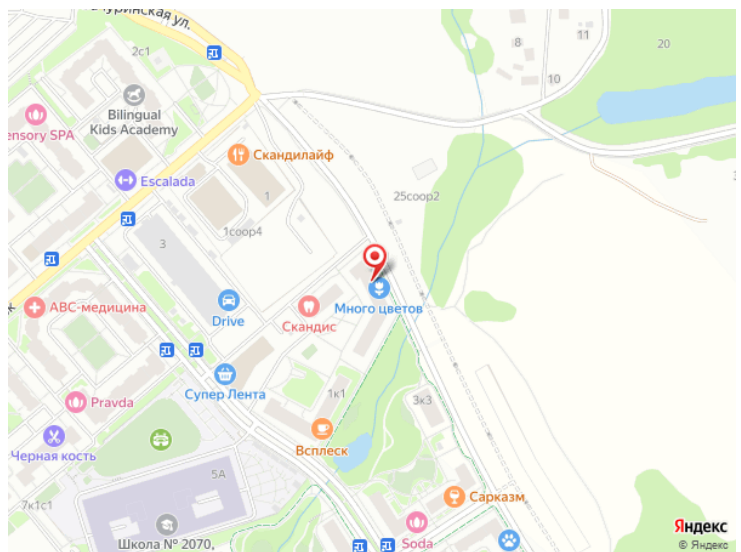 чуринская ул.
2с1
8
11
20
10
Bilingual
Kids Academy
ensory SPA
Скандилайф
Escalada
1
25соор2
1соор4
3
Много цветов
АВС-медицина
Drive
Скандис
Супер Лента
1к1
3к3
Pravda
Всплеск
Черная кость
5А
7к1с1
Сарказм
Школа № 2070,
Soda
Яндекс
© Яндекс